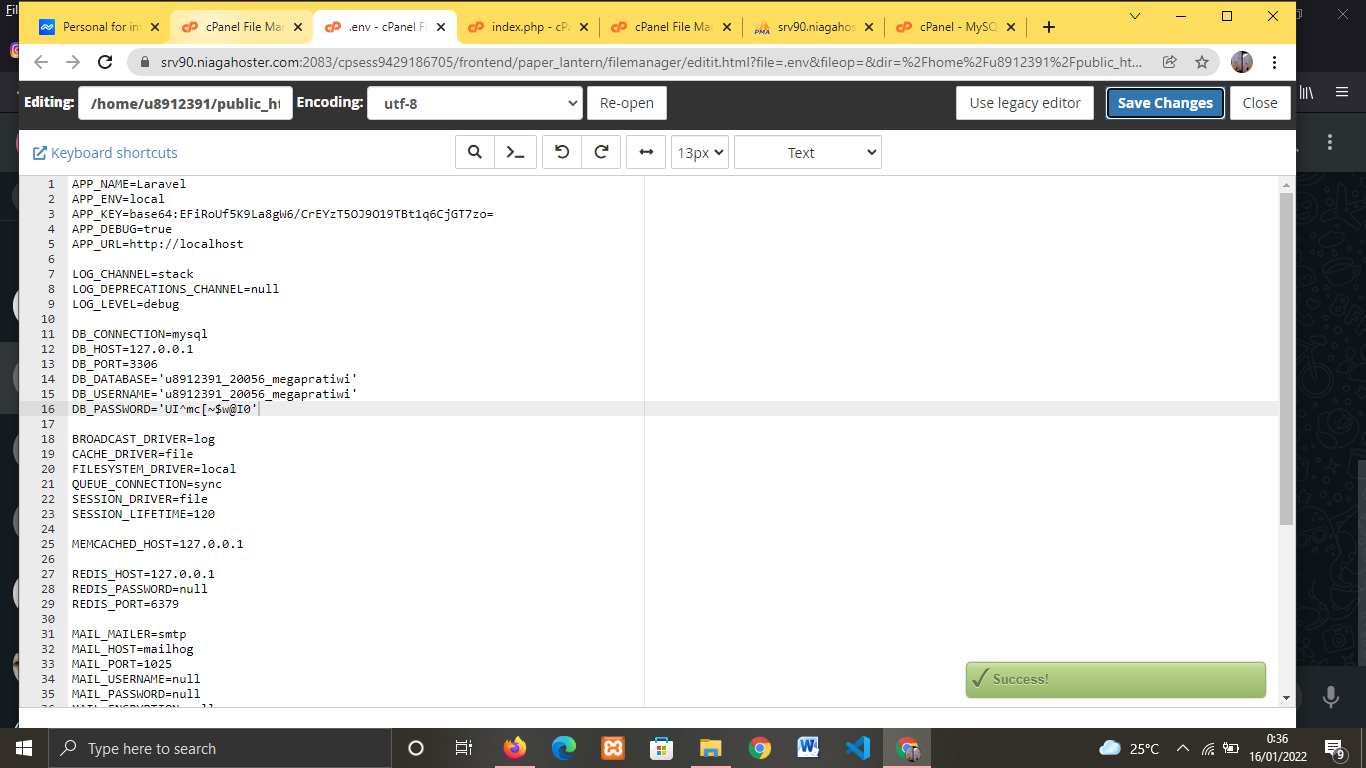 Personal for inf
cPanel File Man
.env - cPanel Fi
index.php - cPa
cPanel File Man
srv90.niagahos
cPanel - MySQ
srv90.niagahoster.com:2083/cpsess9429186705/frontend/paper_lantern/filemanager/editit.html?file=.env&fileop=&dir=%2Fhome%2Fu8912391%2Fpublic_ht...
Editing: /home/u8912391/public_ht Encoding: utf-8 Re-open Use legacy editor Save Changes Close
Keyboard shortcuts 13px Text
1 APP_NAME=Laravel
2 APP_ENV=local
3 APP_KEY=base64:EFiRoUf5K9La8gW6/CrEYzT5OJ9O19TBt1q6CjGT7zo=
4 APP_DEBUG=true
5 APP_URL=http://localhost
6
7 LOG_CHANNEL=stack
8 LOG_DEPRECATIONS_CHANNEL=null
9 LOG_LEVEL=debug
10
11 DB_CONNECTION=mysql
12 DB_HOST=127.0.0.1
13 DB_PORT=3306
14 DB_DATABASE='u8912391_20056_megapratiwi'
15 DB_USERNAME='u8912391_20056_megapratiwi'
16 DB_PASSWORD='UI^mc[~$w@I0'
17
18 BROADCAST_DRIVER=log
19 CACHE_DRIVER=file
20 FILESYSTEM_DRIVER=local
21 QUEUE_CONNECTION=sync
22 SESSION_DRIVER=file
23 SESSION_LIFETIME=120
24
25 MEMCACHED_HOST=127.0.0.1
26
27 REDIS_HOST=127.0.0.1
28 REDIS_PASSWORD=null
29 REDIS_PORT=6379
30
31 MAIL_MAILER=smtp
32 MAIL_HOST=mailhog
33 MAIL_PORT=1025
34 MAIL_USERNAME=null
35 MAIL_PASSWORD=null
Success!
Type here to search
25°C
0:36
16/01/2022
9